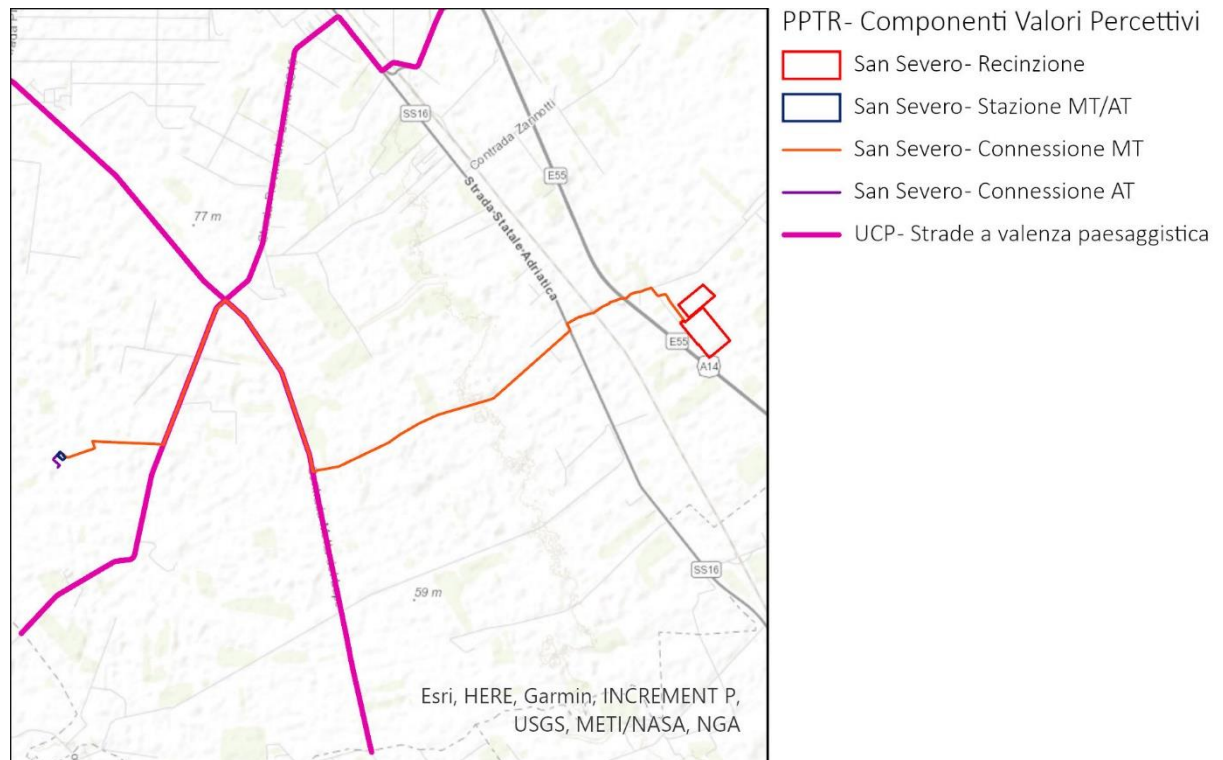 PPTR- Componenti Valori Percettivi
San Severo- Recinzione
San Severo- Stazione MT/AT
San Severo- Connessione MT
San Severo- Connessione AT
UCP- Strade a valenza paesaggistica
SS16
Contrada Zannotti
E55
Strada-Statale-Adriatica
77 m
E55
A14
SS16
59 m
Esri, HERE, Garmin, INCREMENT P,
USGS, METI/NASA, NGA